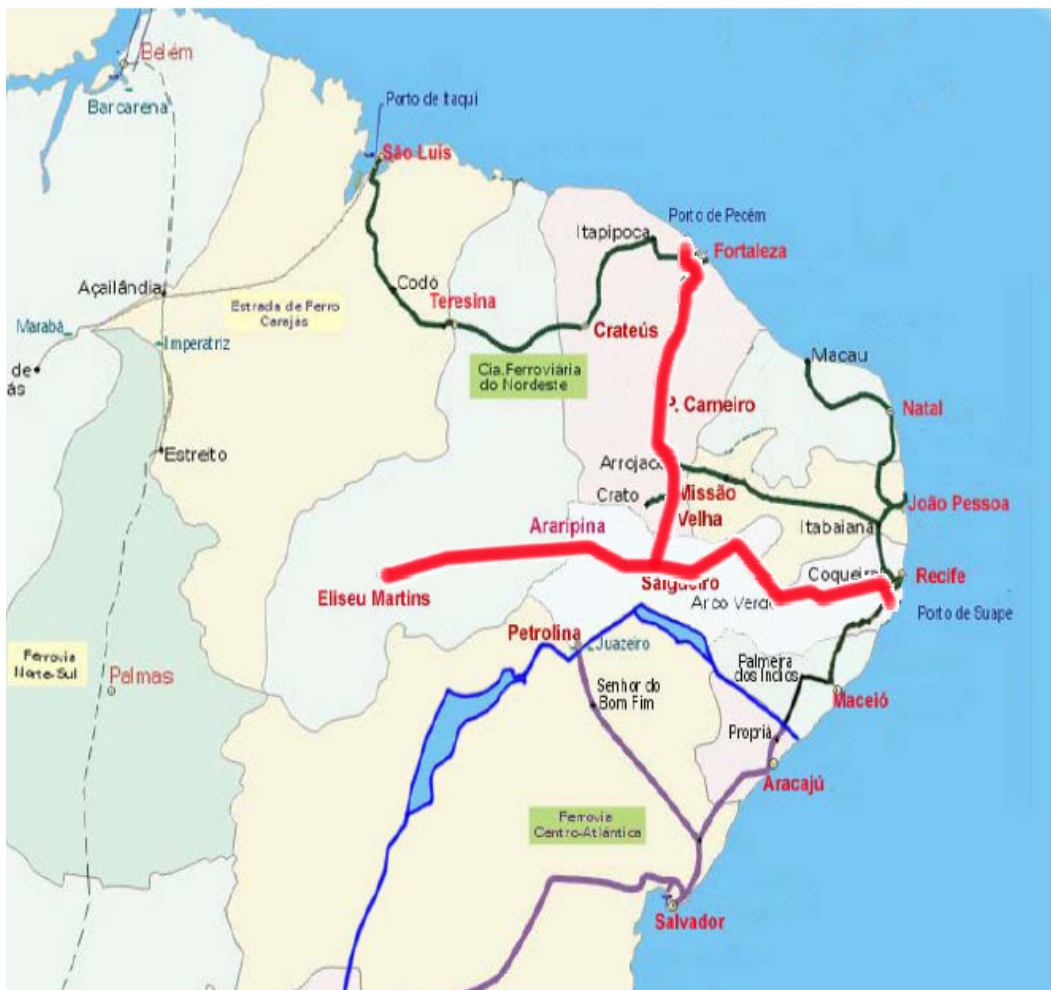 Belém
Barcarena
Porto de Itaqui
São Luís
Porto de Pecém
Itapipoca
Fortaleza
Açailândia
Codó
Teresina
Estrada de Ferro
Carajás
Marabá
Imperatriz
Crateús
Macau
de
ás
Cia.Ferroviária
do Nordeste
P. Carneiro
Natal
Estreito
Arrojado
Crato
Missão
Velha
João Pessoa
Itabaiana
Araripina
Coqueira
Recife
Salgueiro
Eliseu Martins
Arco Verde
Porto de Suape
Petrolina
Juazeiro
Ferrovia
Norte-Sul
Palmas
Palmeira
dos Índios
Senhor do
Bom Fim
Maceió
Propriá
Aracajú
Ferrovia
Centro-Atlântica
Salvador